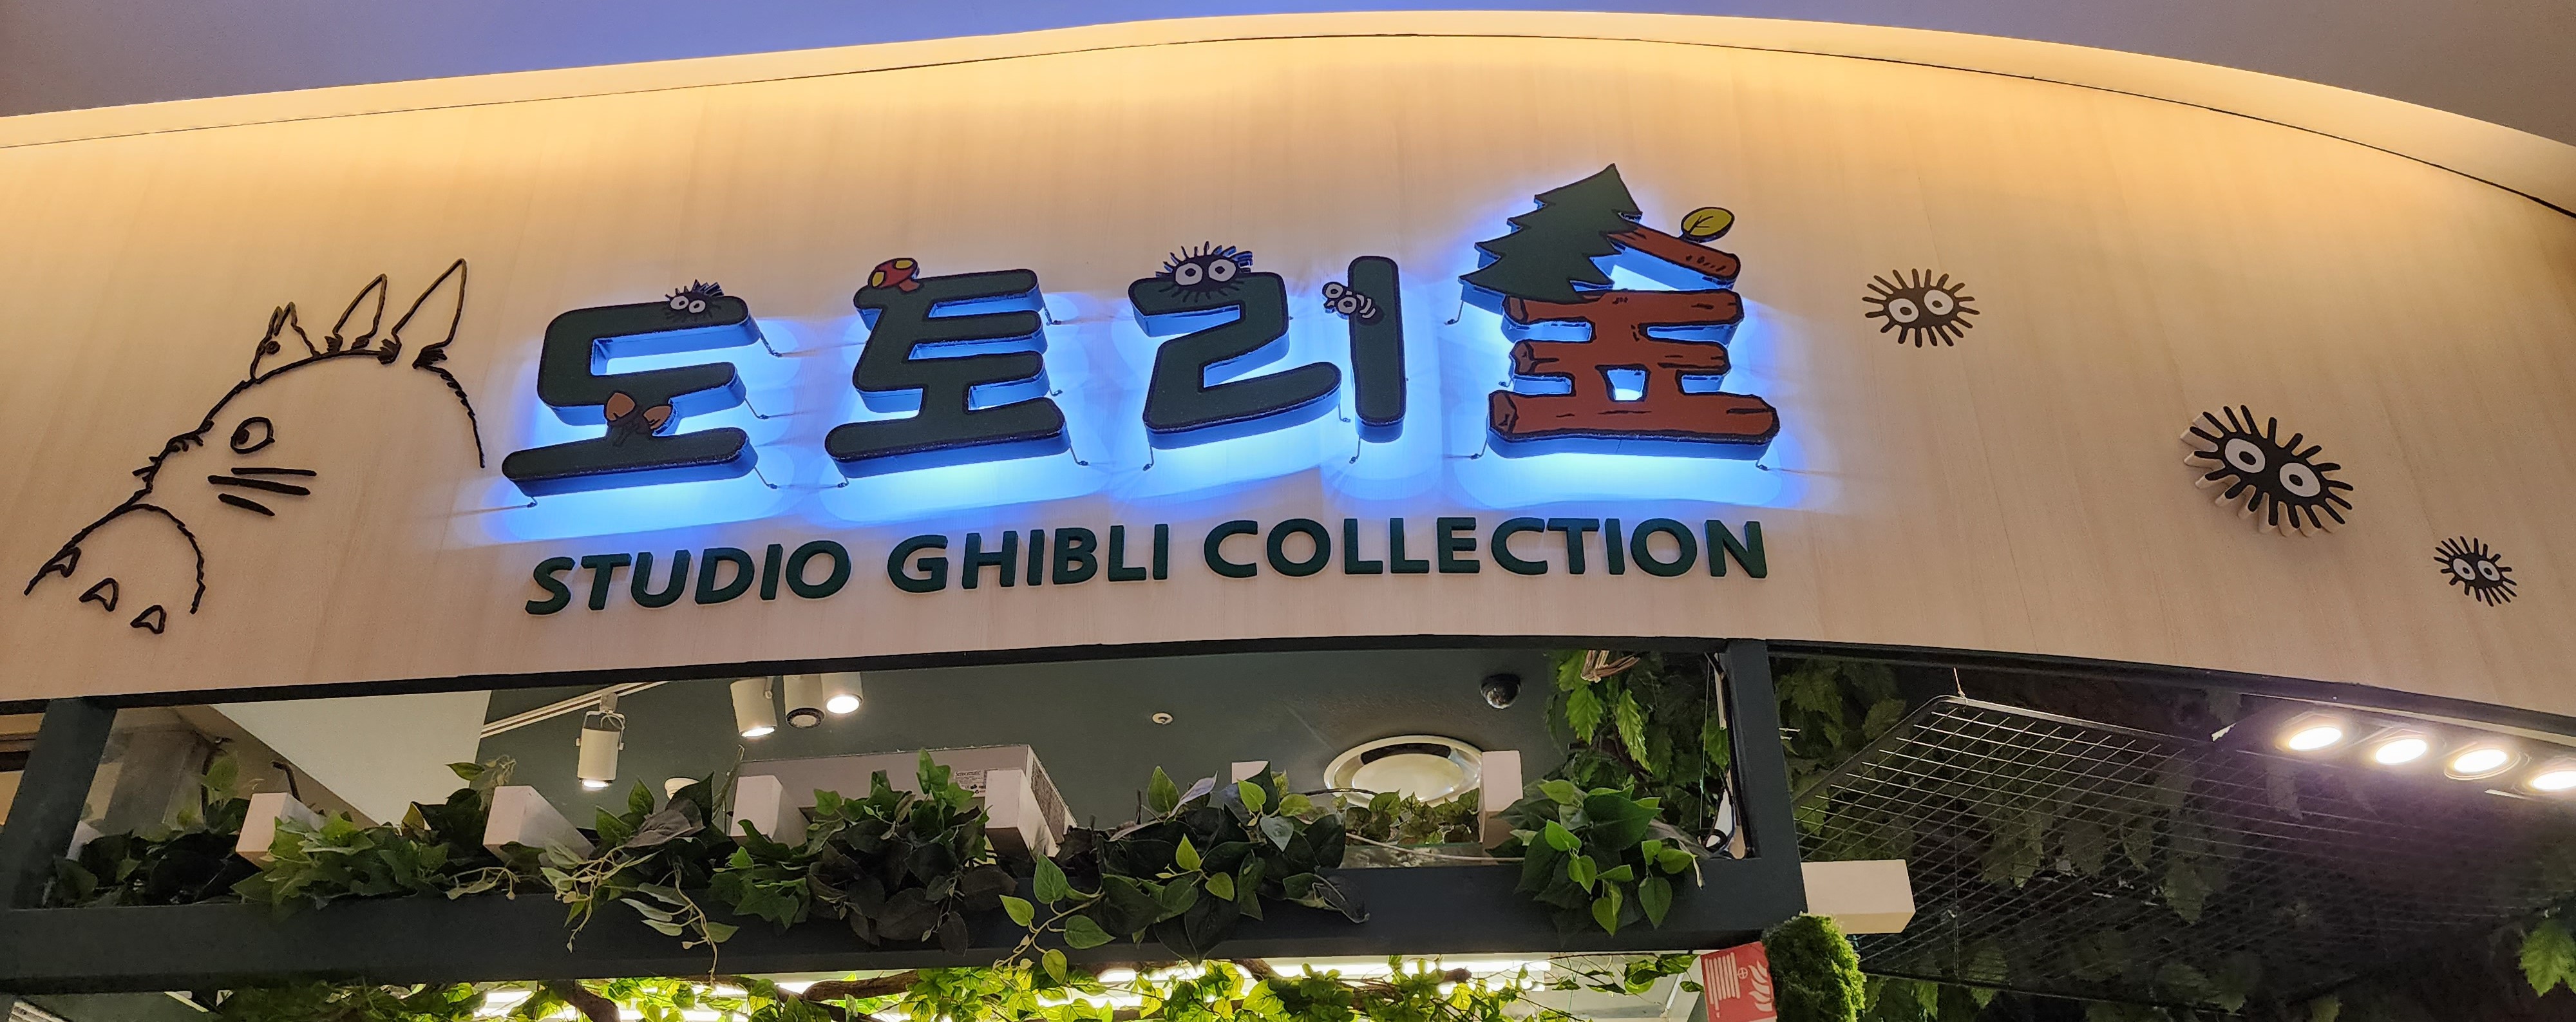 도토리숲
STUDIO GHIBLI COLLECTION